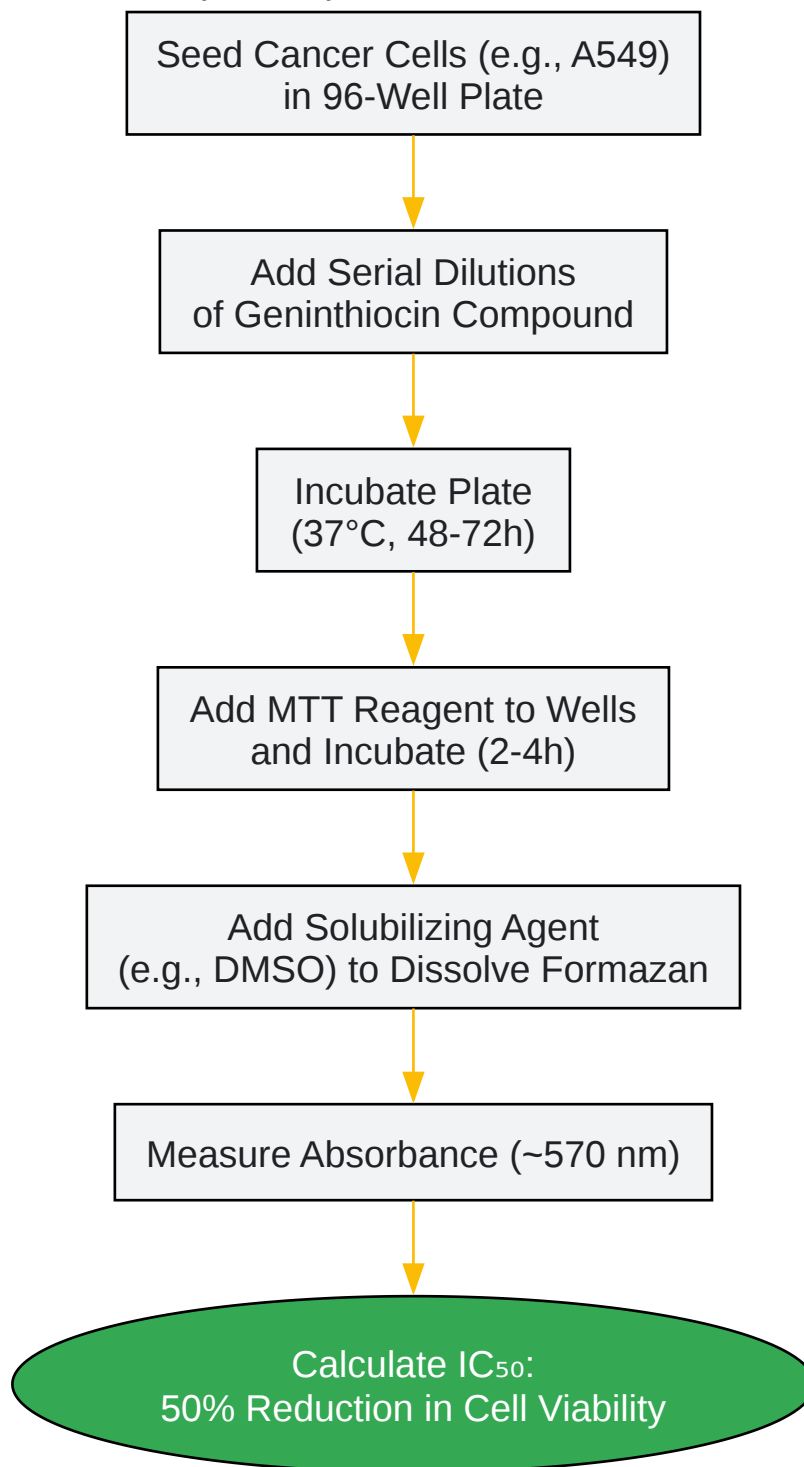 Seed Cancer Cells (e.g., A549)
in 96-Well Plate
Add Serial Dilutions
of Geninthiocin Compound
Incubate Plate
(37°C, 48-72h)
Add MTT Reagent to Wells
and Incubate (2-4h)
Add Solubilizing Agent
(e.g., DMSO) to Dissolve Formazan
Measure Absorbance (~570 nm)
Calculate IC₅₀:
50% Reduction in Cell Viability